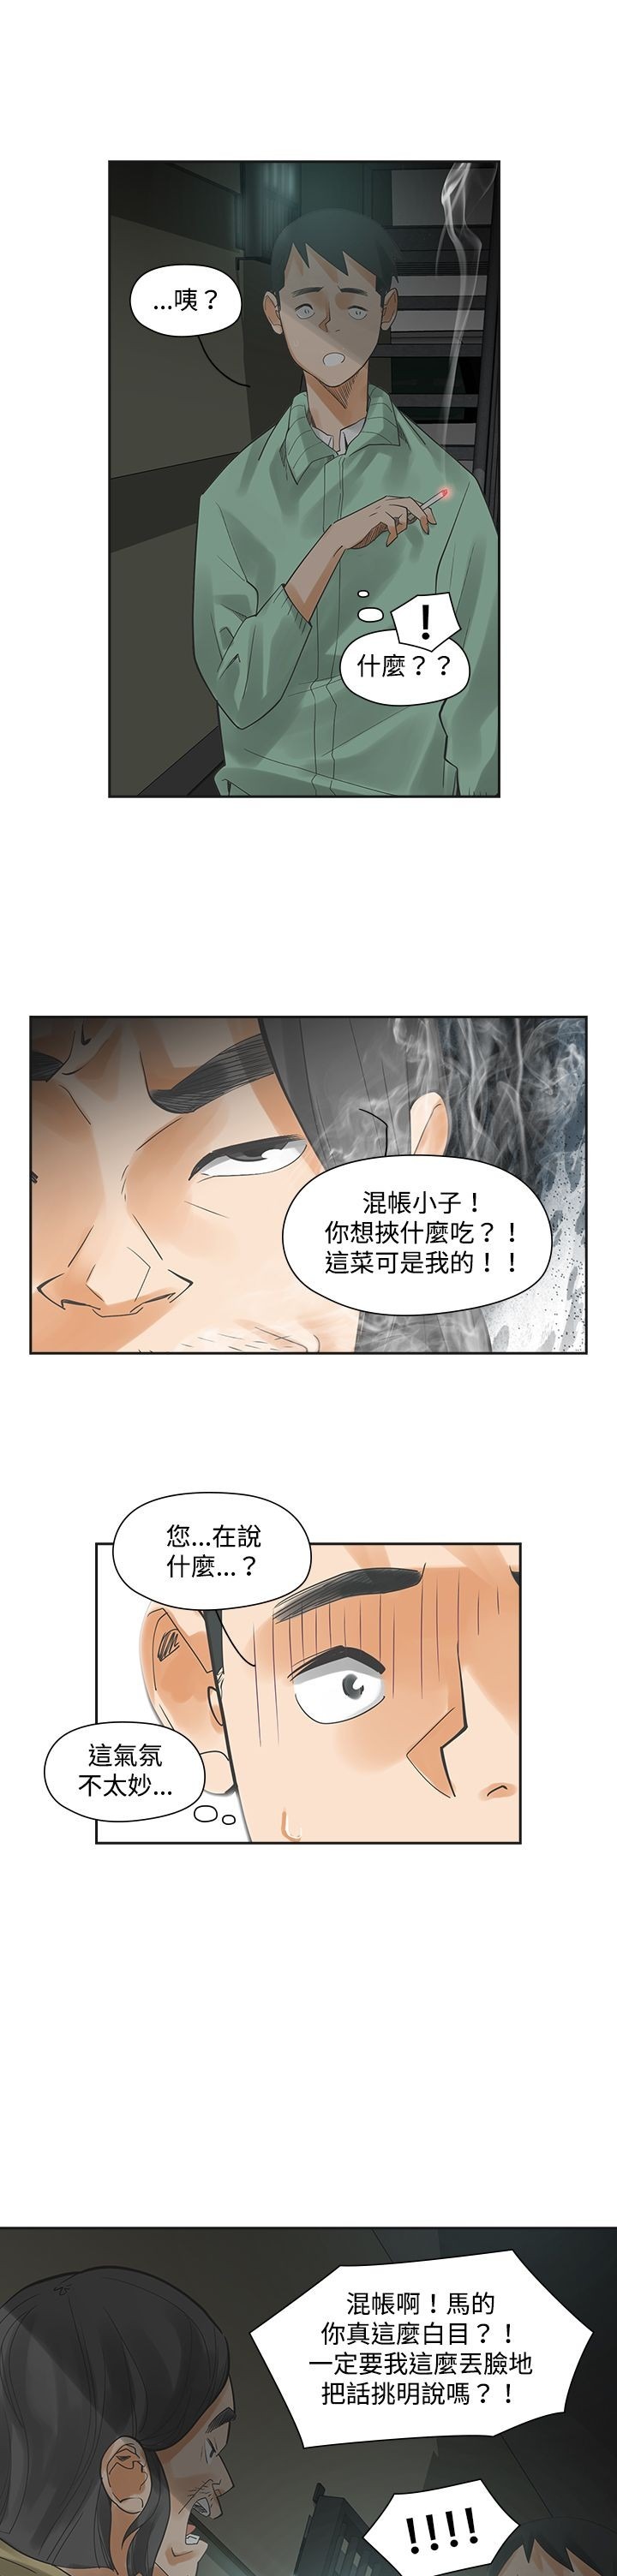 ...咦？
！
什麼？？
混帳小子！
你想挾什麼吃？！
這菜可是我的！！
您...在說
什麼...？
這氣氛
不太妙...
混帳啊！馬的
你真這麼白目？！
一定要我這麼丟臉地
把話挑明說嗎？！
!!!!